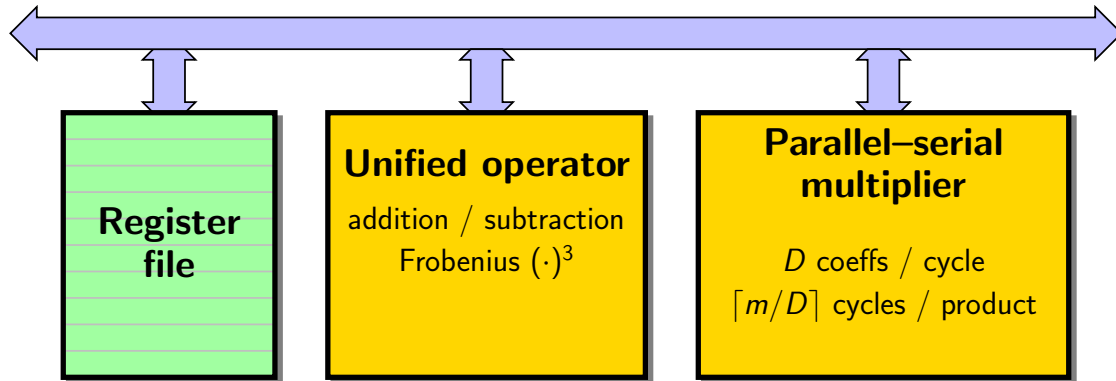 Register
file
Unified operator
addition / subtraction
Frobenius (·)³
Parallel–serial
multiplier
D coeffs / cycle
⌈m/D⌉ cycles / product